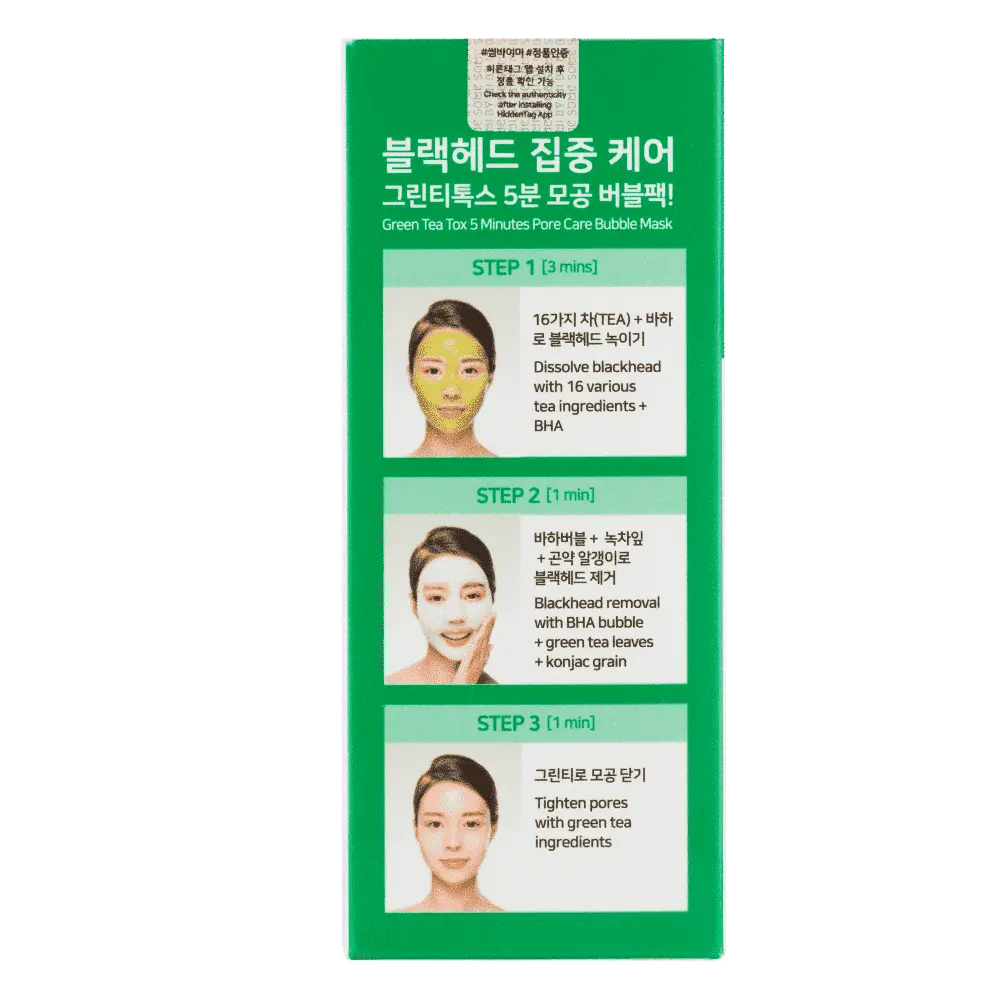 #썸바이미 #정품인증
히든태그 앱 설치 후
정품 확인 가능
Check the authenticity
after installing
HiddenTag App
블랙헤드 집중 케어
그린티톡스 5분 모공 버블팩!
Green Tea Tox 5 Minutes Pore Care Bubble Mask
STEP 1 [3 mins]
16가지 차(TEA) + 바하
로 블랙헤드 녹이기
Dissolve blackhead
with 16 various
tea ingredients +
BHA
STEP 2 [1 min]
바하버블 + 녹차잎
+ 곤약 알갱이로
블랙헤드 제거
Blackhead removal
with BHA bubble
+ green tea leaves
+ konjac grain
STEP 3 [1 min]
그린티로 모공 닫기
Tighten pores
with green tea
ingredients